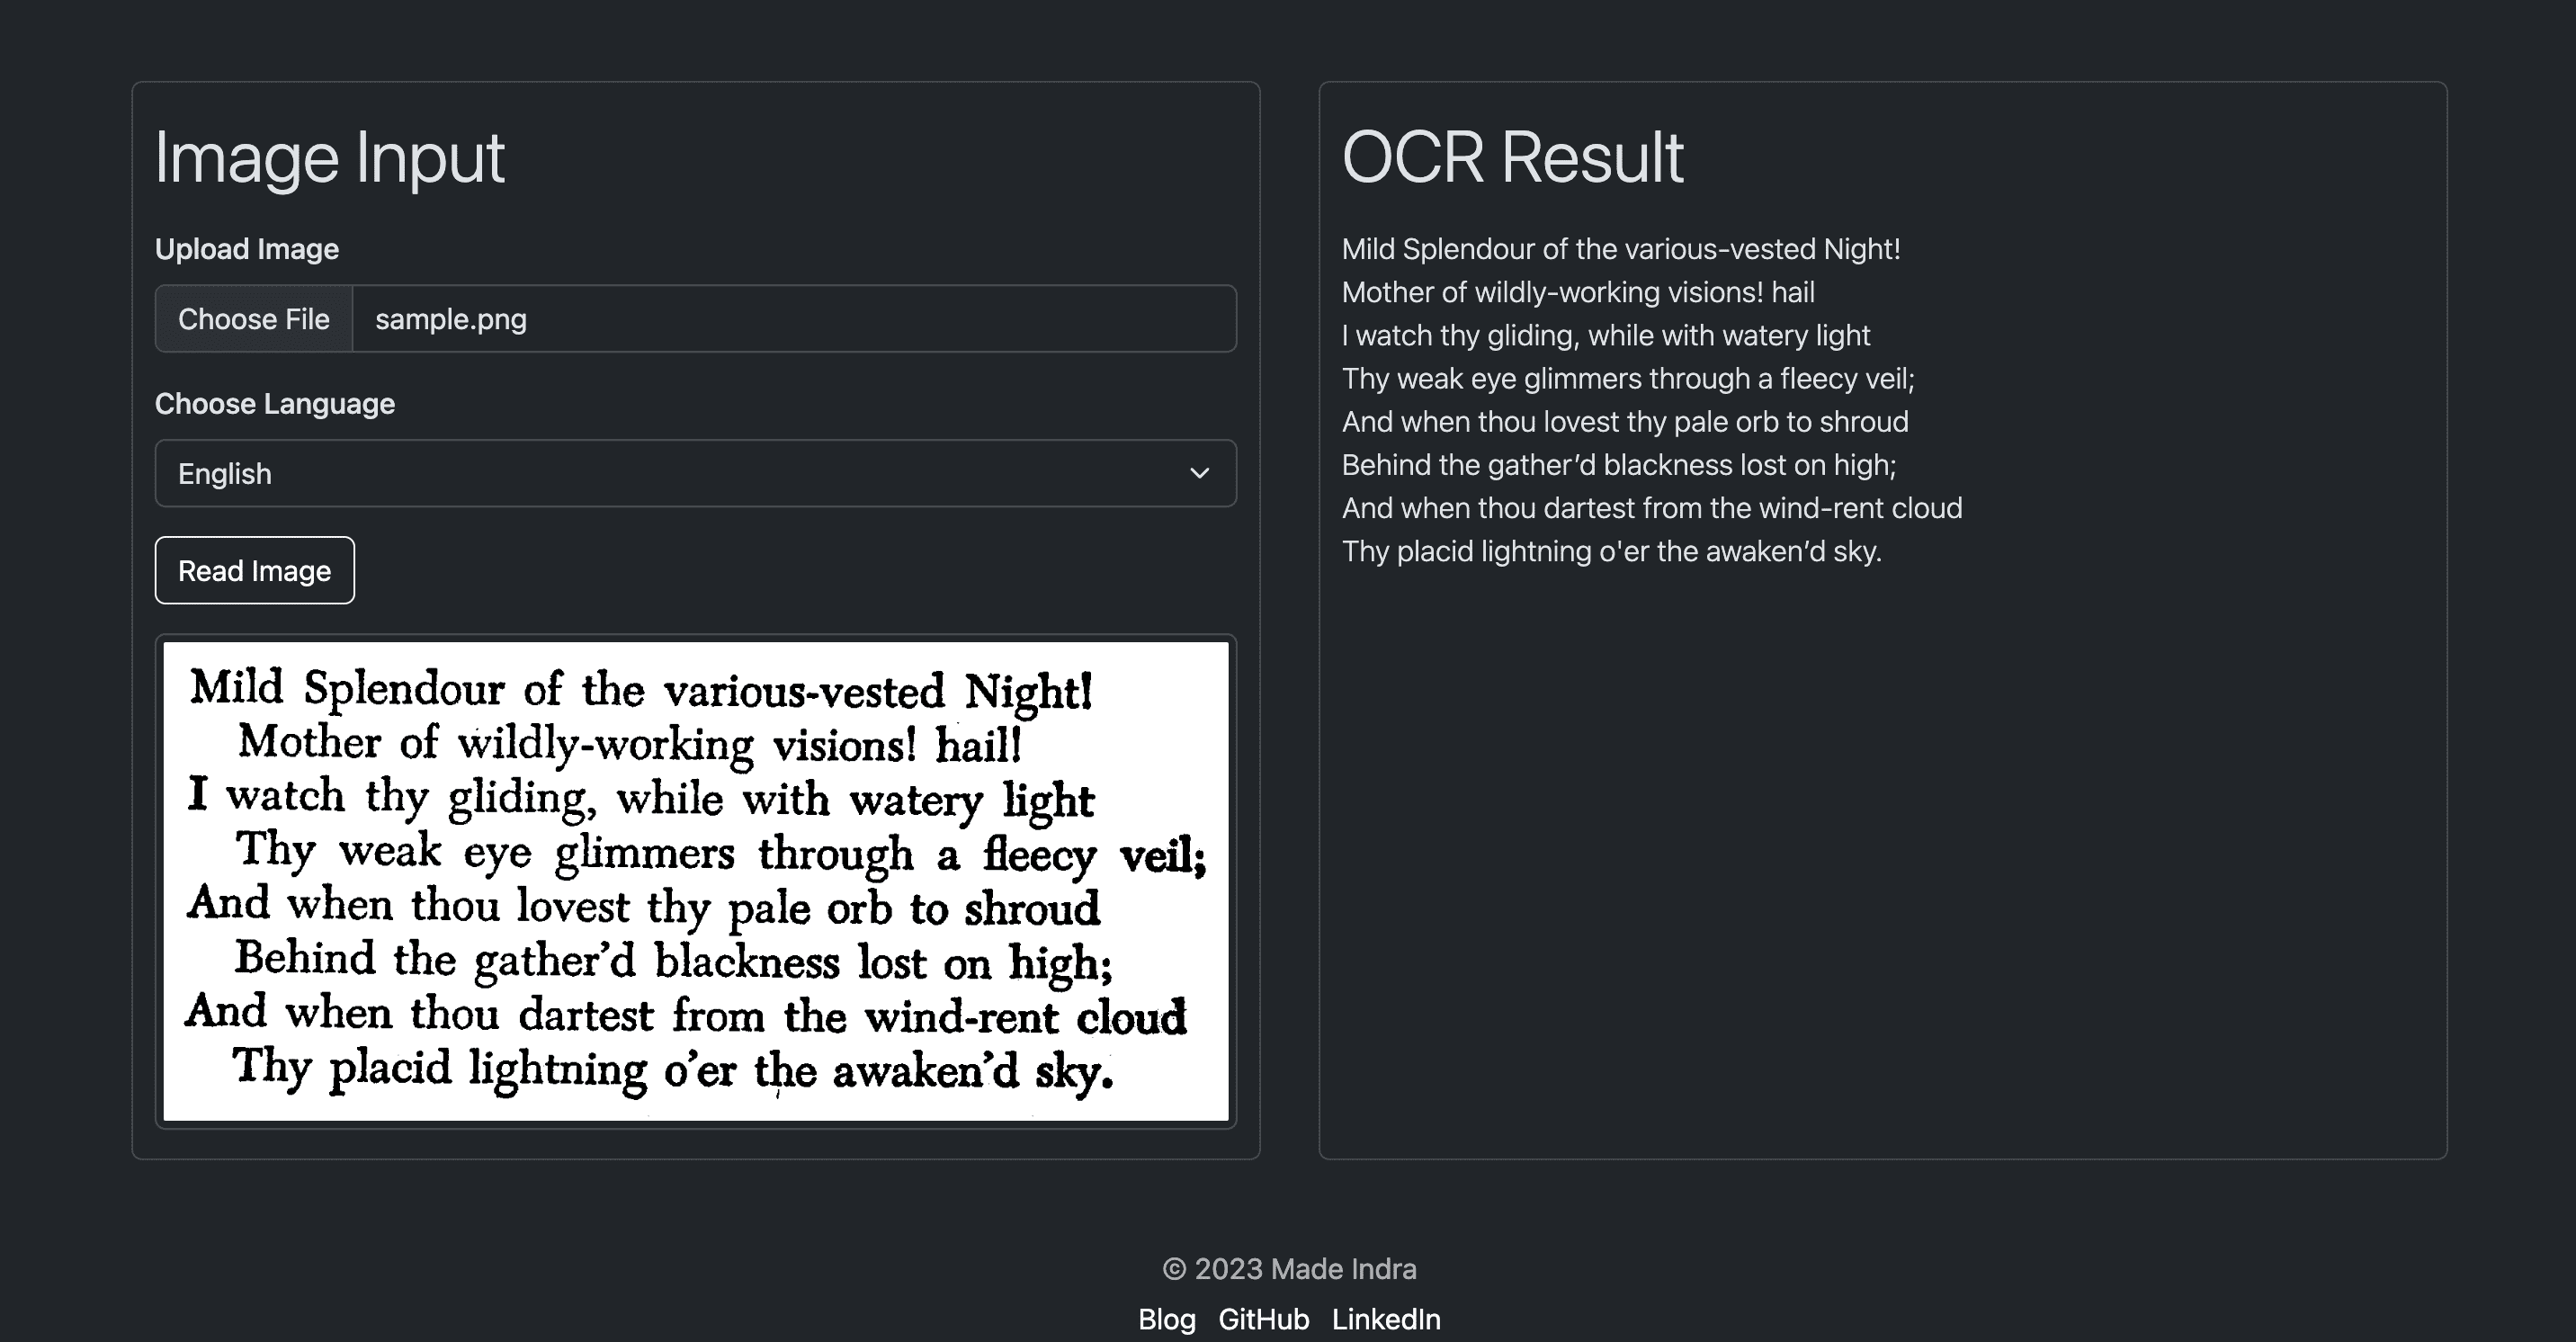 Image Input
Upload Image
Choose File sample.png
Choose Language
English
Read Image
Mild Splendour of the various-vested Night!
Mother of wildly-working visions! hail!
I watch thy gliding, while with watery light
Thy weak eye glimmers through a fleecy veil;
And when thou lovest thy pale orb to shroud
Behind the gather’d blackness lost on high;
And when thou dartest from the wind-rent cloud
Thy placid lightning o’er the awaken’d sky.
OCR Result
Mild Splendour of the various-vested Night!
Mother of wildly-working visions! hail
I watch thy gliding, while with watery light
Thy weak eye glimmers through a fleecy veil;
And when thou lovest thy pale orb to shroud
Behind the gather’d blackness lost on high;
And when thou dartest from the wind-rent cloud
Thy placid lightning o'er the awaken’d sky.
© 2023 Made Indra
Blog GitHub LinkedIn